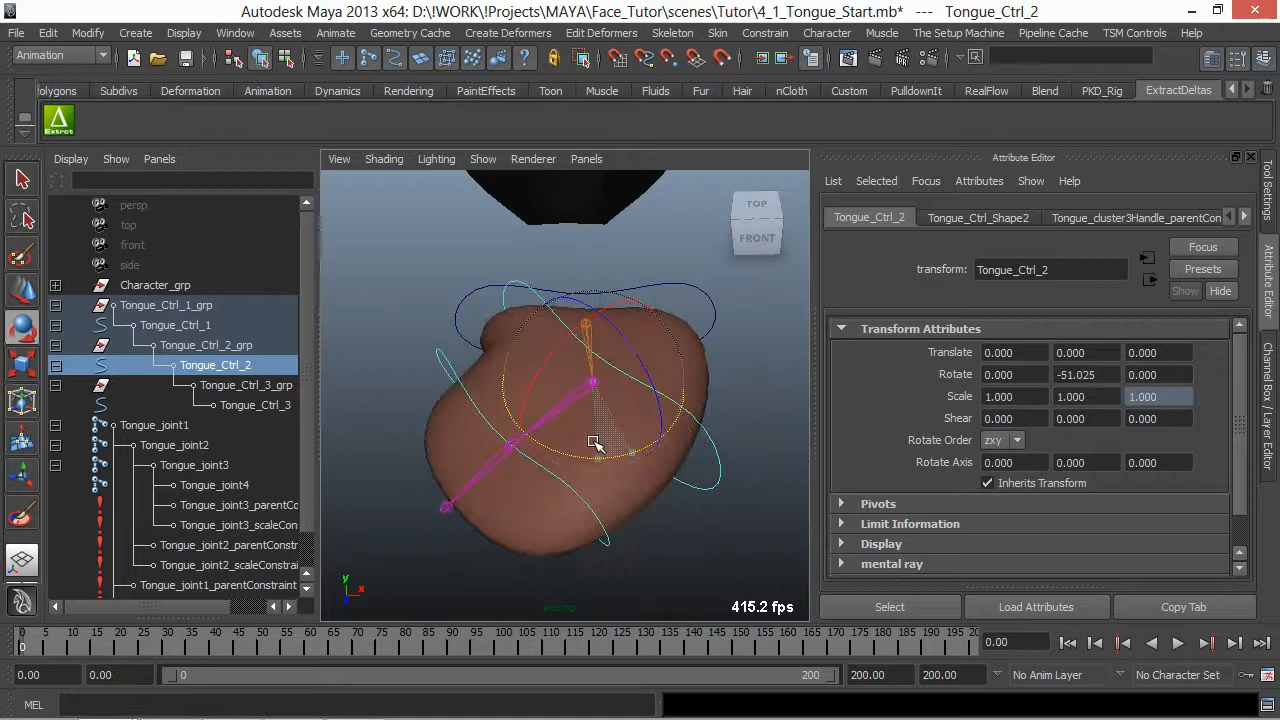 Autodesk Maya 2013 x64: D:\!WORK\!Projects\MAYA\Face_Tutor\scenes\Tutor\4_1_Tongue_Start.mb* --- Tongue_Ctrl_2
File Edit Modify Create Display Window Assets Animate Geometry Cache Create Deformers Edit Deformers Skeleton Skin Constrain Character Muscle The Setup Machine Pipeline Cache TSM Controls Help
Animation
olygons Subdivs Deformation Animation Dynamics Rendering PaintEffects Toon Muscle Fluids Fur Hair nCloth Custom PulldownIt RealFlow Blend PKD_Rig ExtractDeltas
Extrct
Display Show Panels
persp
top
front
side
Character_grp
Tongue_Ctrl_1_grp
Tongue_Ctrl_1
Tongue_Ctrl_2_grp
Tongue_Ctrl_2
Tongue_Ctrl_3_grp
Tongue_Ctrl_3
Tongue_joint1
Tongue_joint2
Tongue_joint3
Tongue_joint4
Tongue_joint3_parentCc
Tongue_joint3_scaleCon
Tongue_joint2_parentConstr
Tongue_joint2_scaleConstrai
Tongue_joint1_parentConstraint
View Shading Lighting Show Renderer Panels
TOP
FRONT
y
x
persp
415.2 fps
Attribute Editor
List Selected Focus Attributes Show Help
Tongue_Ctrl_2 Tongue_Ctrl_Shape2 Tongue_cluster3Handle_parentCon
transform: Tongue_Ctrl_2
Focus
Presets
Show Hide
Transform Attributes
Translate 0.000 0.000 0.000
Rotate 0.000 -51.025 0.000
Scale 1.000 1.000 1.000
Shear 0.000 0.000 0.000
Rotate Order zxy
Rotate Axis 0.000 0.000 0.000
Inherits Transform
Pivots
Limit Information
Display
mental ray
Select Load Attributes Copy Tab
Tool Settings
Attribute Editor
Channel Box / Layer Editor
0 5 10 15 20 25 30 35 40 45 50 55 60 65 70 75 80 85 90 95 100 105 110 115 120 125 130 135 140 145 150 155 160 165 170 175 180 185 190 195 20
0
0.00
0.00 0.00 0 200 200.00 200.00 No Anim Layer No Character Set
MEL